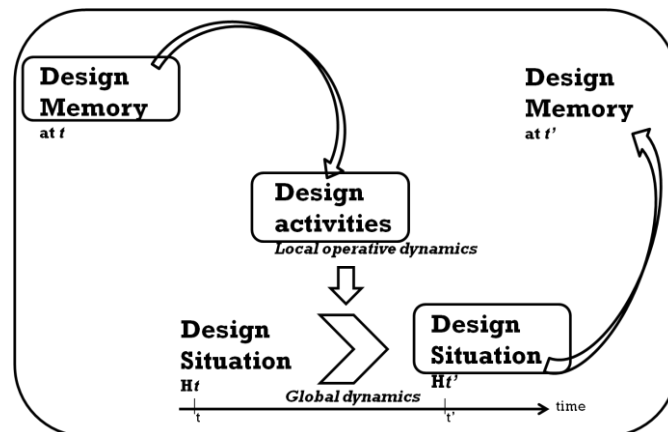 Design
Memory
at t
Design
Memory
at t'
Design
activities
Local operative dynamics
Design
Situation
Ht
Design
Situation
Ht'
Global dynamics
time
t
t'